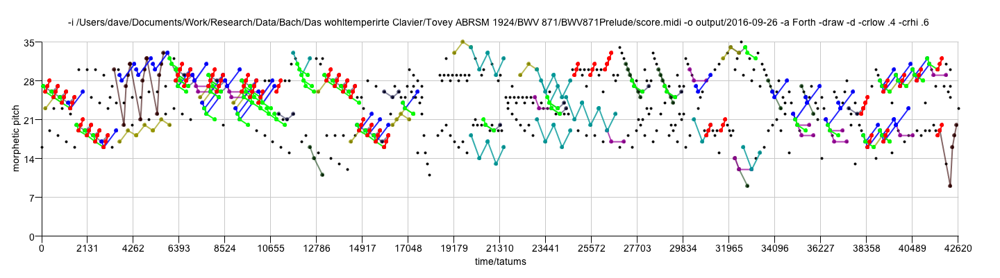 -i /Users/dave/Documents/Work/Research/Data/Bach/Das wohltemperirte Clavier/Tovey ABRSM 1924/BWV 871/BWV871Prelude/score.midi -o output/2016-09-26 -a Forth -draw -d -crlow .4 -crhi .6
35
28
21
14
7
0
morphetic pitch
0 2131 4262 6393 8524 10655 12786 14917 17048 19179 21310 23441 25572 27703 29834 31965 34096 36227 38358 40489 42620
time/tatums